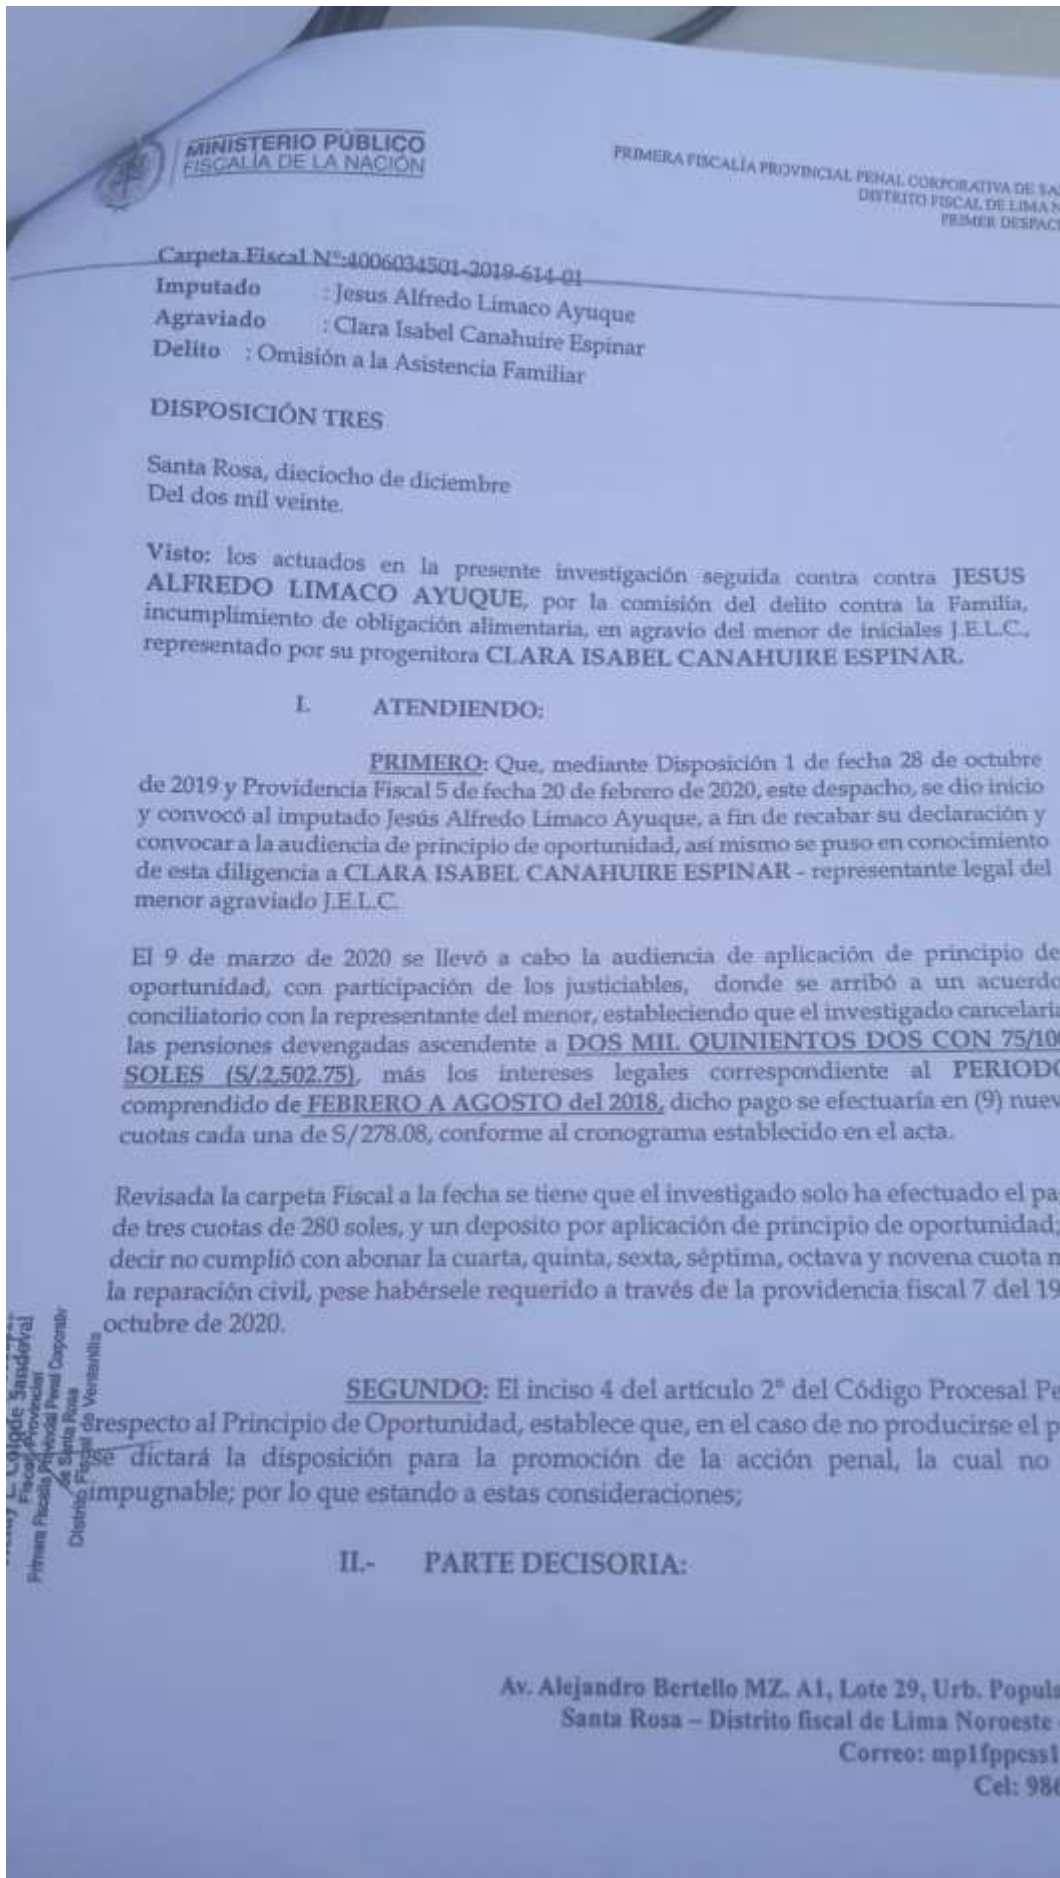 MINISTERIO PÚBLICO
FISCALÍA DE LA NACIÓN
PRIMERA FISCALÍA PROVINCIAL PENAL CORPORATIVA DE SA
DISTRITO FISCAL DE LIMA N
PRIMER DESPAC
Carpeta Fiscal N°:4006034501-2019-614-01
Imputado : Jesus Alfredo Limaco Ayuque
Agraviado : Clara Isabel Canahuire Espinar
Delito : Omisión a la Asistencia Familiar
DISPOSICIÓN TRES
Santa Rosa, dieciocho de diciembre
Del dos mil veinte.
Visto: los actuados en la presente investigación seguida contra contra JESUS
ALFREDO LIMACO AYUQUE, por la comisión del delito contra la Familia,
incumplimiento de obligación alimentaria, en agravio del menor de iniciales J.E.L.C.,
representado por su progenitora CLARA ISABEL CANAHUIRE ESPINAR.
I. ATENDIENDO:
PRIMERO: Que, mediante Disposición 1 de fecha 28 de octubre
de 2019 y Providencia Fiscal 5 de fecha 20 de febrero de 2020, este despacho, se dio inicio
y convocó al imputado Jesús Alfredo Limaco Ayuque, a fin de recabar su declaración y
convocar a la audiencia de principio de oportunidad, así mismo se puso en conocimiento
de esta diligencia a CLARA ISABEL CANAHUIRE ESPINAR - representante legal del
menor agraviado J.E.L.C.
El 9 de marzo de 2020 se llevó a cabo la audiencia de aplicación de principio de
oportunidad, con participación de los justiciables, donde se arribó a un acuerdo
conciliatorio con la representante del menor, estableciendo que el investigado cancelaria
las pensiones devengadas ascendente a DOS MIL QUINIENTOS DOS CON 75/10
SOLES (S/.2,502.75), más los intereses legales correspondiente al PERIODO
comprendido de FEBRERO A AGOSTO del 2018, dicho pago se efectuaría en (9) nuev
cuotas cada una de S/278.08, conforme al cronograma establecido en el acta.
Revisada la carpeta Fiscal a la fecha se tiene que el investigado solo ha efectuado el pa
de tres cuotas de 280 soles, y un deposito por aplicación de principio de oportunidad,
decir no cumplió con abonar la cuarta, quinta, sexta, séptima, octava y novena cuota n
la reparación civil, pese habérsele requerido a través de la providencia fiscal 7 del 19
octubre de 2020.
SEGUNDO: El inciso 4 del artículo 2° del Código Procesal Pe
respecto al Principio de Oportunidad, establece que, en el caso de no producirse el p
se dictará la disposición para la promoción de la acción penal, la cual no
impugnable; por lo que estando a estas consideraciones;
Sandoval
Fiscal Provincial
Primera Fiscalía Provincial Penal Corporativ
de Santa Rosa
Distrito Fiscal de Ventanilla
II.- PARTE DECISORIA:
Av. Alejandro Bertello MZ. A1, Lote 29, Urb. Popula
Santa Rosa – Distrito fiscal de Lima Noroeste
Correo: mp1fppcss1
Cel: 986